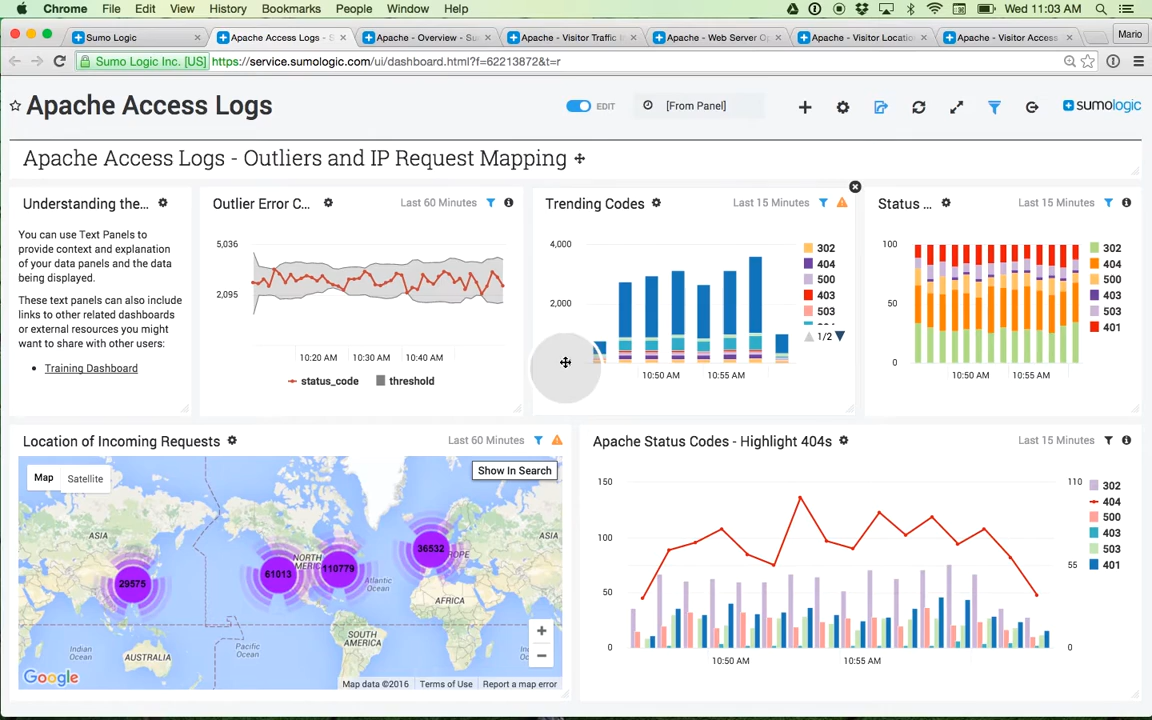 Chrome File Edit View History Bookmarks People Window Help Wed 11:03 AM
Sumo Logic
Apache Access Logs - S
Apache - Overview - Su
Apache - Visitor Traffic I
Apache - Web Server Op
Apache - Visitor Locatio
Apache - Visitor Access
Mario
Sumo Logic Inc. [US] https://service.sumologic.com/ui/dashboard.html?f=62213872&t=r
Apache Access Logs
EDIT
[From Panel]
sumologic
Apache Access Logs - Outliers and IP Request Mapping
Understanding the...
You can use Text Panels to
provide context and explanation
of your data panels and the data
being displayed.
These text panels can also include
links to other related dashboards
or external resources you might
want to share with other users:
• Training Dashboard
Outlier Error C...
Last 60 Minutes
5,036
2,095
10:20 AM 10:30 AM 10:40 AM
status_code threshold
Trending Codes
Last 15 Minutes
4,000
2,000
302
404
500
403
503
1/2
10:50 AM 10:55 AM
Status ...
Last 15 Minutes
100
50
0
302
404
500
403
503
401
10:50 AM 10:55 AM
Location of Incoming Requests
Last 60 Minutes
Map Satellite
Show In Search
ASIA
NORTH
AMERIC
ROPE
ASIA
29575
61013
110779
36532
Atlantic
Ocean
AFRICA
SOUTH
AMERICA
Indian
Ocean
AUSTRALIA
Pacific
Ocean
Indian
Ocean
+
−
Google
Map data ©2016 Terms of Use Report a map error
Apache Status Codes - Highlight 404s
Last 15 Minutes
150
100
50
0
110
55
0
302
404
500
403
503
401
10:50 AM 10:55 AM